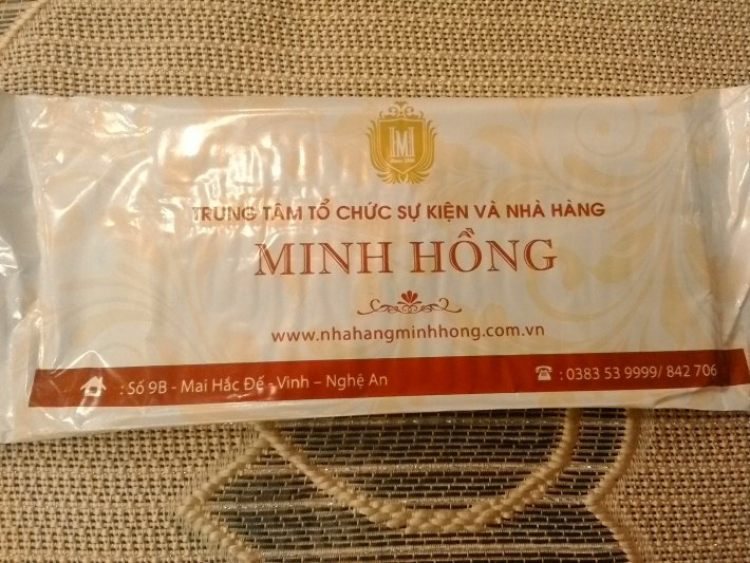 M
TRUNG TÂM TỔ CHỨC SỰ KIỆN VÀ NHÀ HÀNG
MINH HỒNG
www.nhahangminhhong.com.vn
: Số 9B - Mai Hắc Đế - Vinh – Nghệ An
: 0383 53 9999/ 842 706